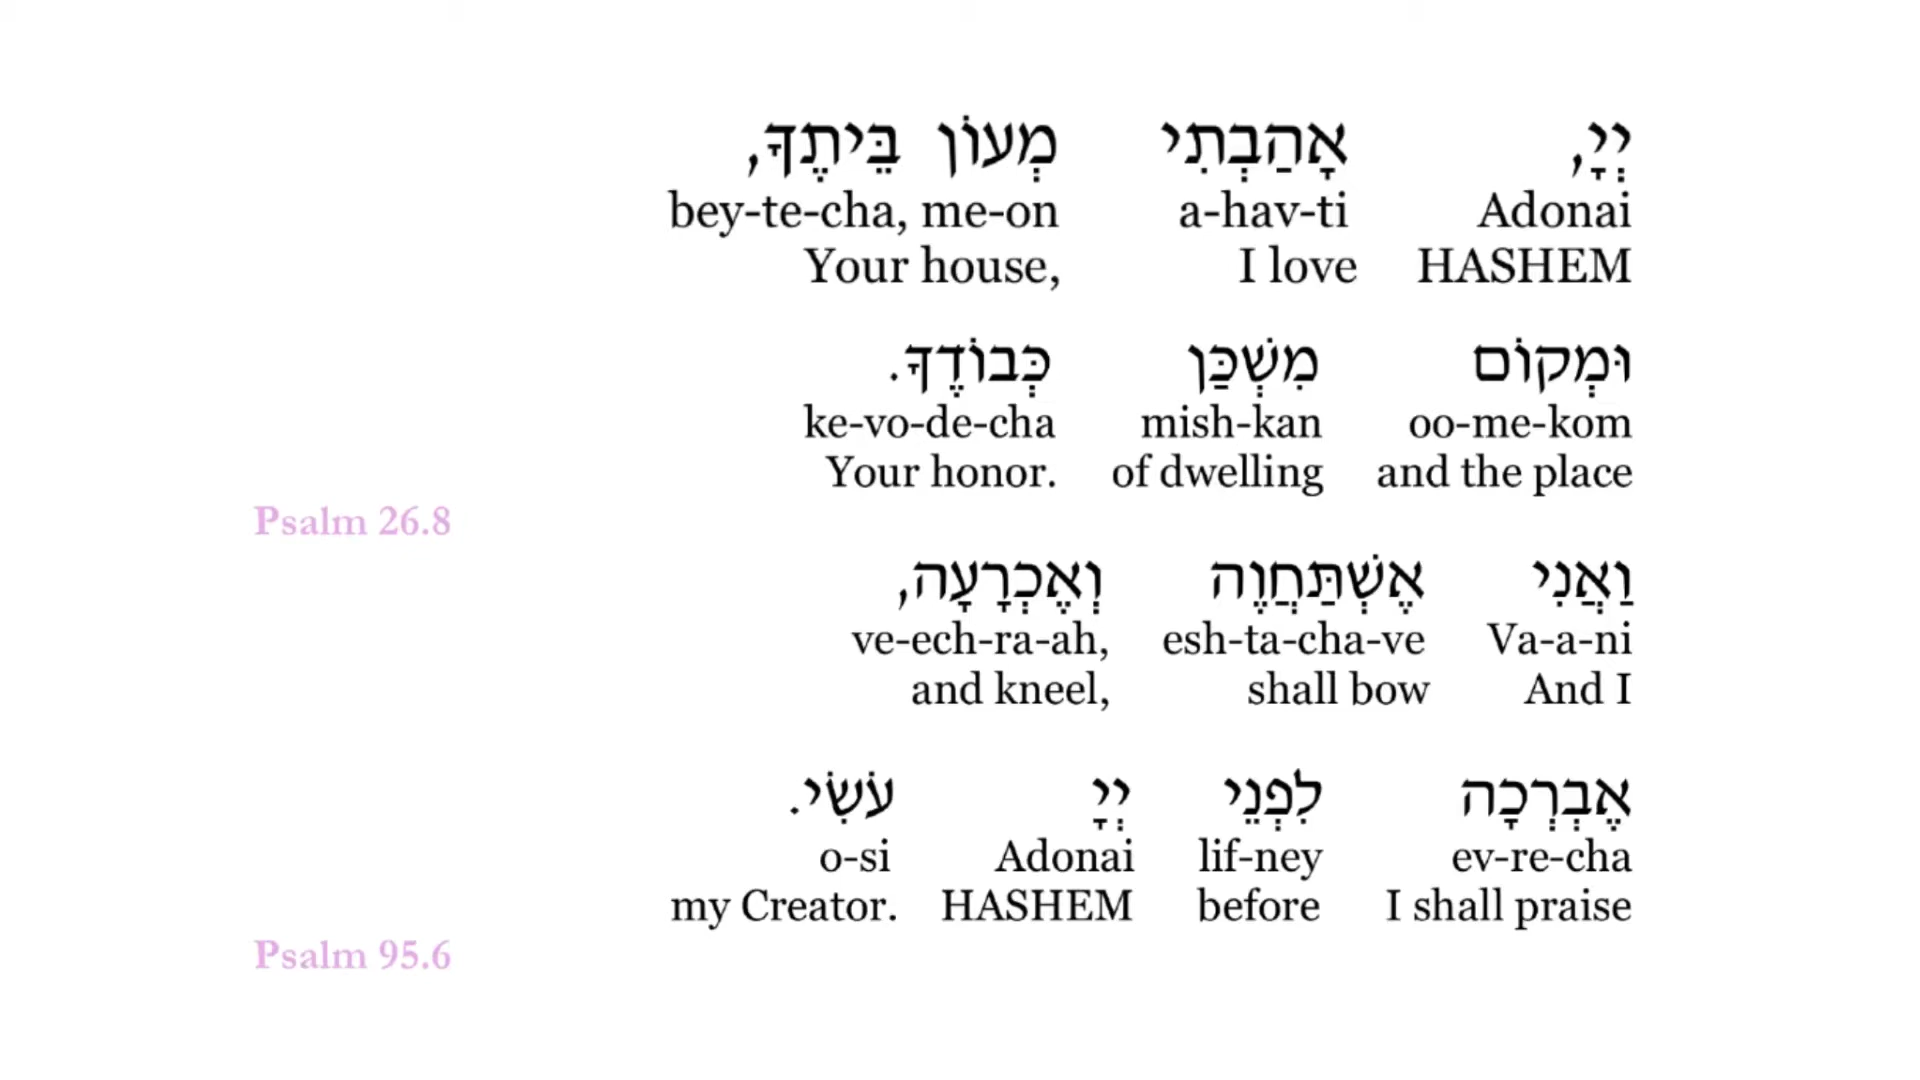 יְיָ, אָהַבְתִּי מְעוֹן בֵּיתֶךָ,
bey-te-cha, me-on a-hav-ti Adonai
Your house, I love HASHEM
וּמְקוֹם מִשְׁכַּן כְּבוֹדֶךָ.
ke-vo-de-cha mish-kan oo-me-kom
Your honor. of dwelling and the place
Psalm 26.8
וַאֲנִי אֶשְׁתַּחֲוֶה וְאֶכְרָעָה,
ve-ech-ra-ah, esh-ta-cha-ve Va-a-ni
and kneel, shall bow And I
אֶבְרְכָה לִפְנֵי יְיָ עֹשִׂי.
o-si Adonai lif-ney ev-re-cha
my Creator. HASHEM before I shall praise
Psalm 95.6